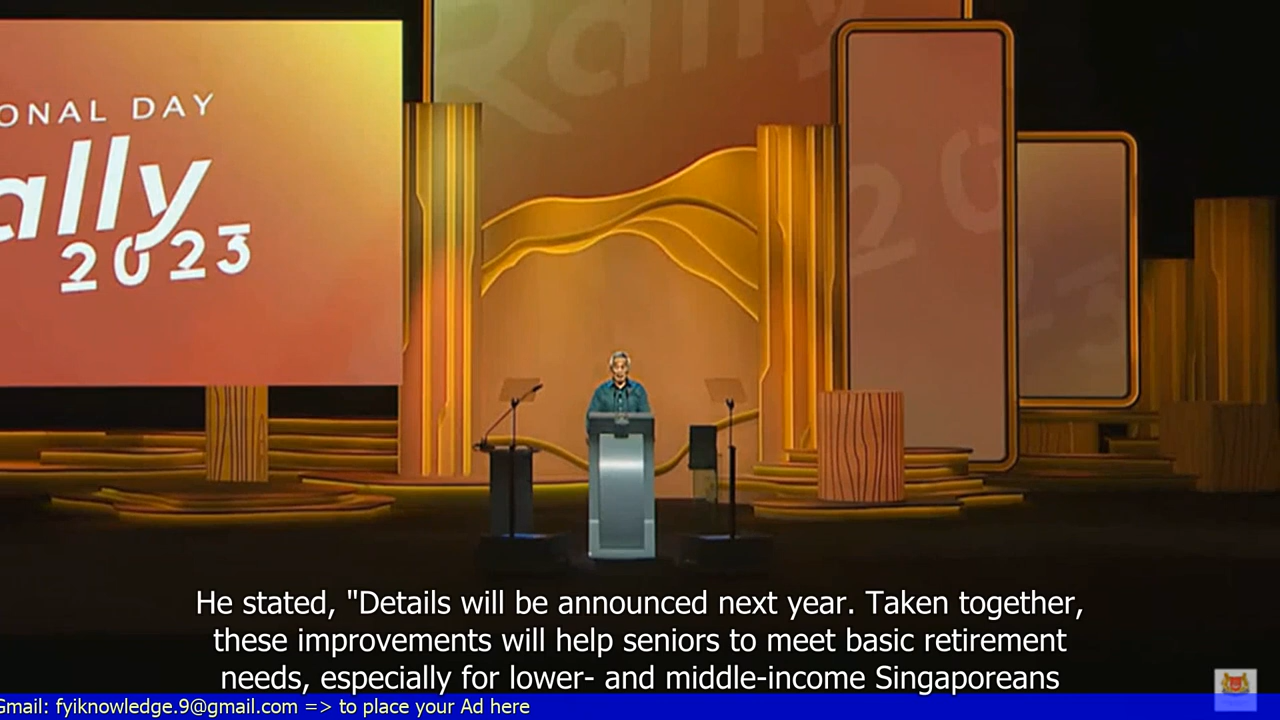 ONAL DAY
ally
2023
Rally
2023
He stated, "Details will be announced next year. Taken together,
these improvements will help seniors to meet basic retirement
needs, especially for lower- and middle-income Singaporeans
Gmail: fyiknowledge.9@gmail.com => to place your Ad here